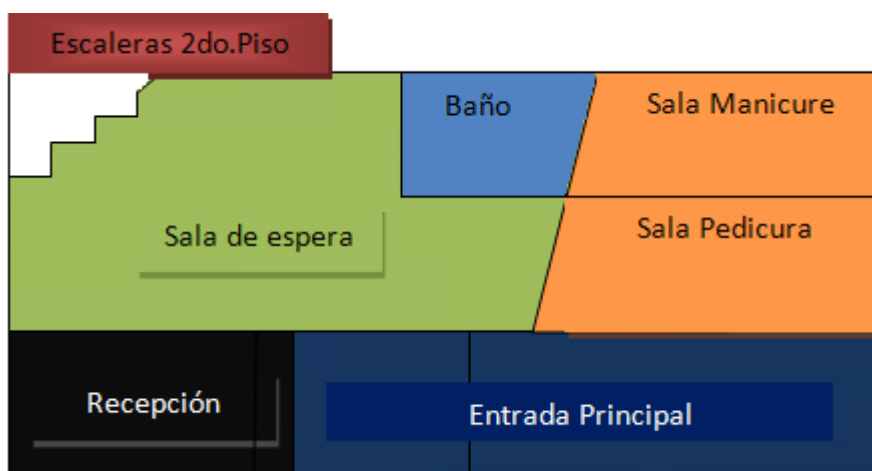 Escaleras 2do.Piso
Baño
Sala Manicure
Sala de espera
Sala Pedicura
Recepción
Entrada Principal